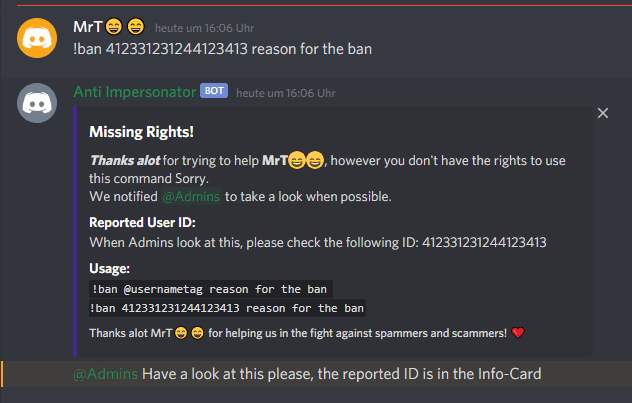 MrT😄 😄 heute um 16:06 Uhr
!ban 412331231244123413 reason for the ban
Anti Impersonator BOT heute um 16:06 Uhr
Missing Rights!
Thanks alot for trying to help MrT😄😄, however you don't have the rights to use
this command Sorry.
We notified @Admins to take a look when possible.
Reported User ID:
When Admins look at this, please check the following ID: 412331231244123413
Usage:
!ban @usernametag reason for the ban
!ban 412331231244123413 reason for the ban
Thanks alot MrT😄 😄 for helping us in the fight against spammers and scammers! ❤️
@Admins Have a look at this please, the reported ID is in the Info-Card